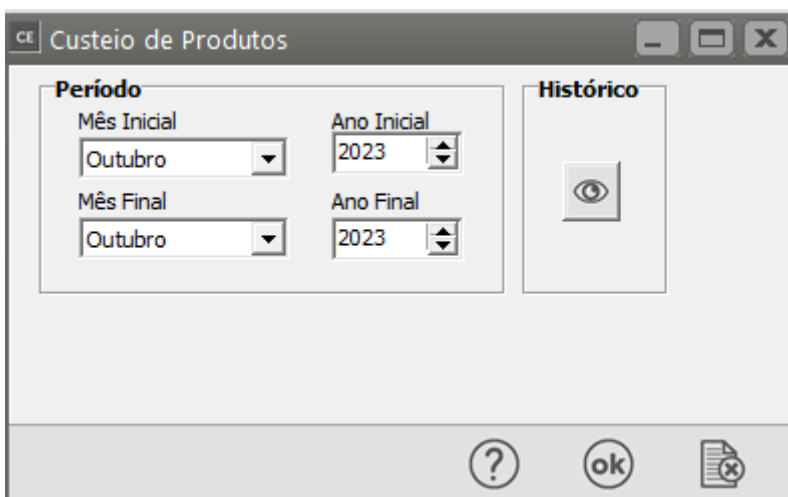 CE Custeio de Produtos
Período
Mês Inicial Ano Inicial
Outubro 2023
Mês Final Ano Final
Outubro 2023
Histórico
? ok